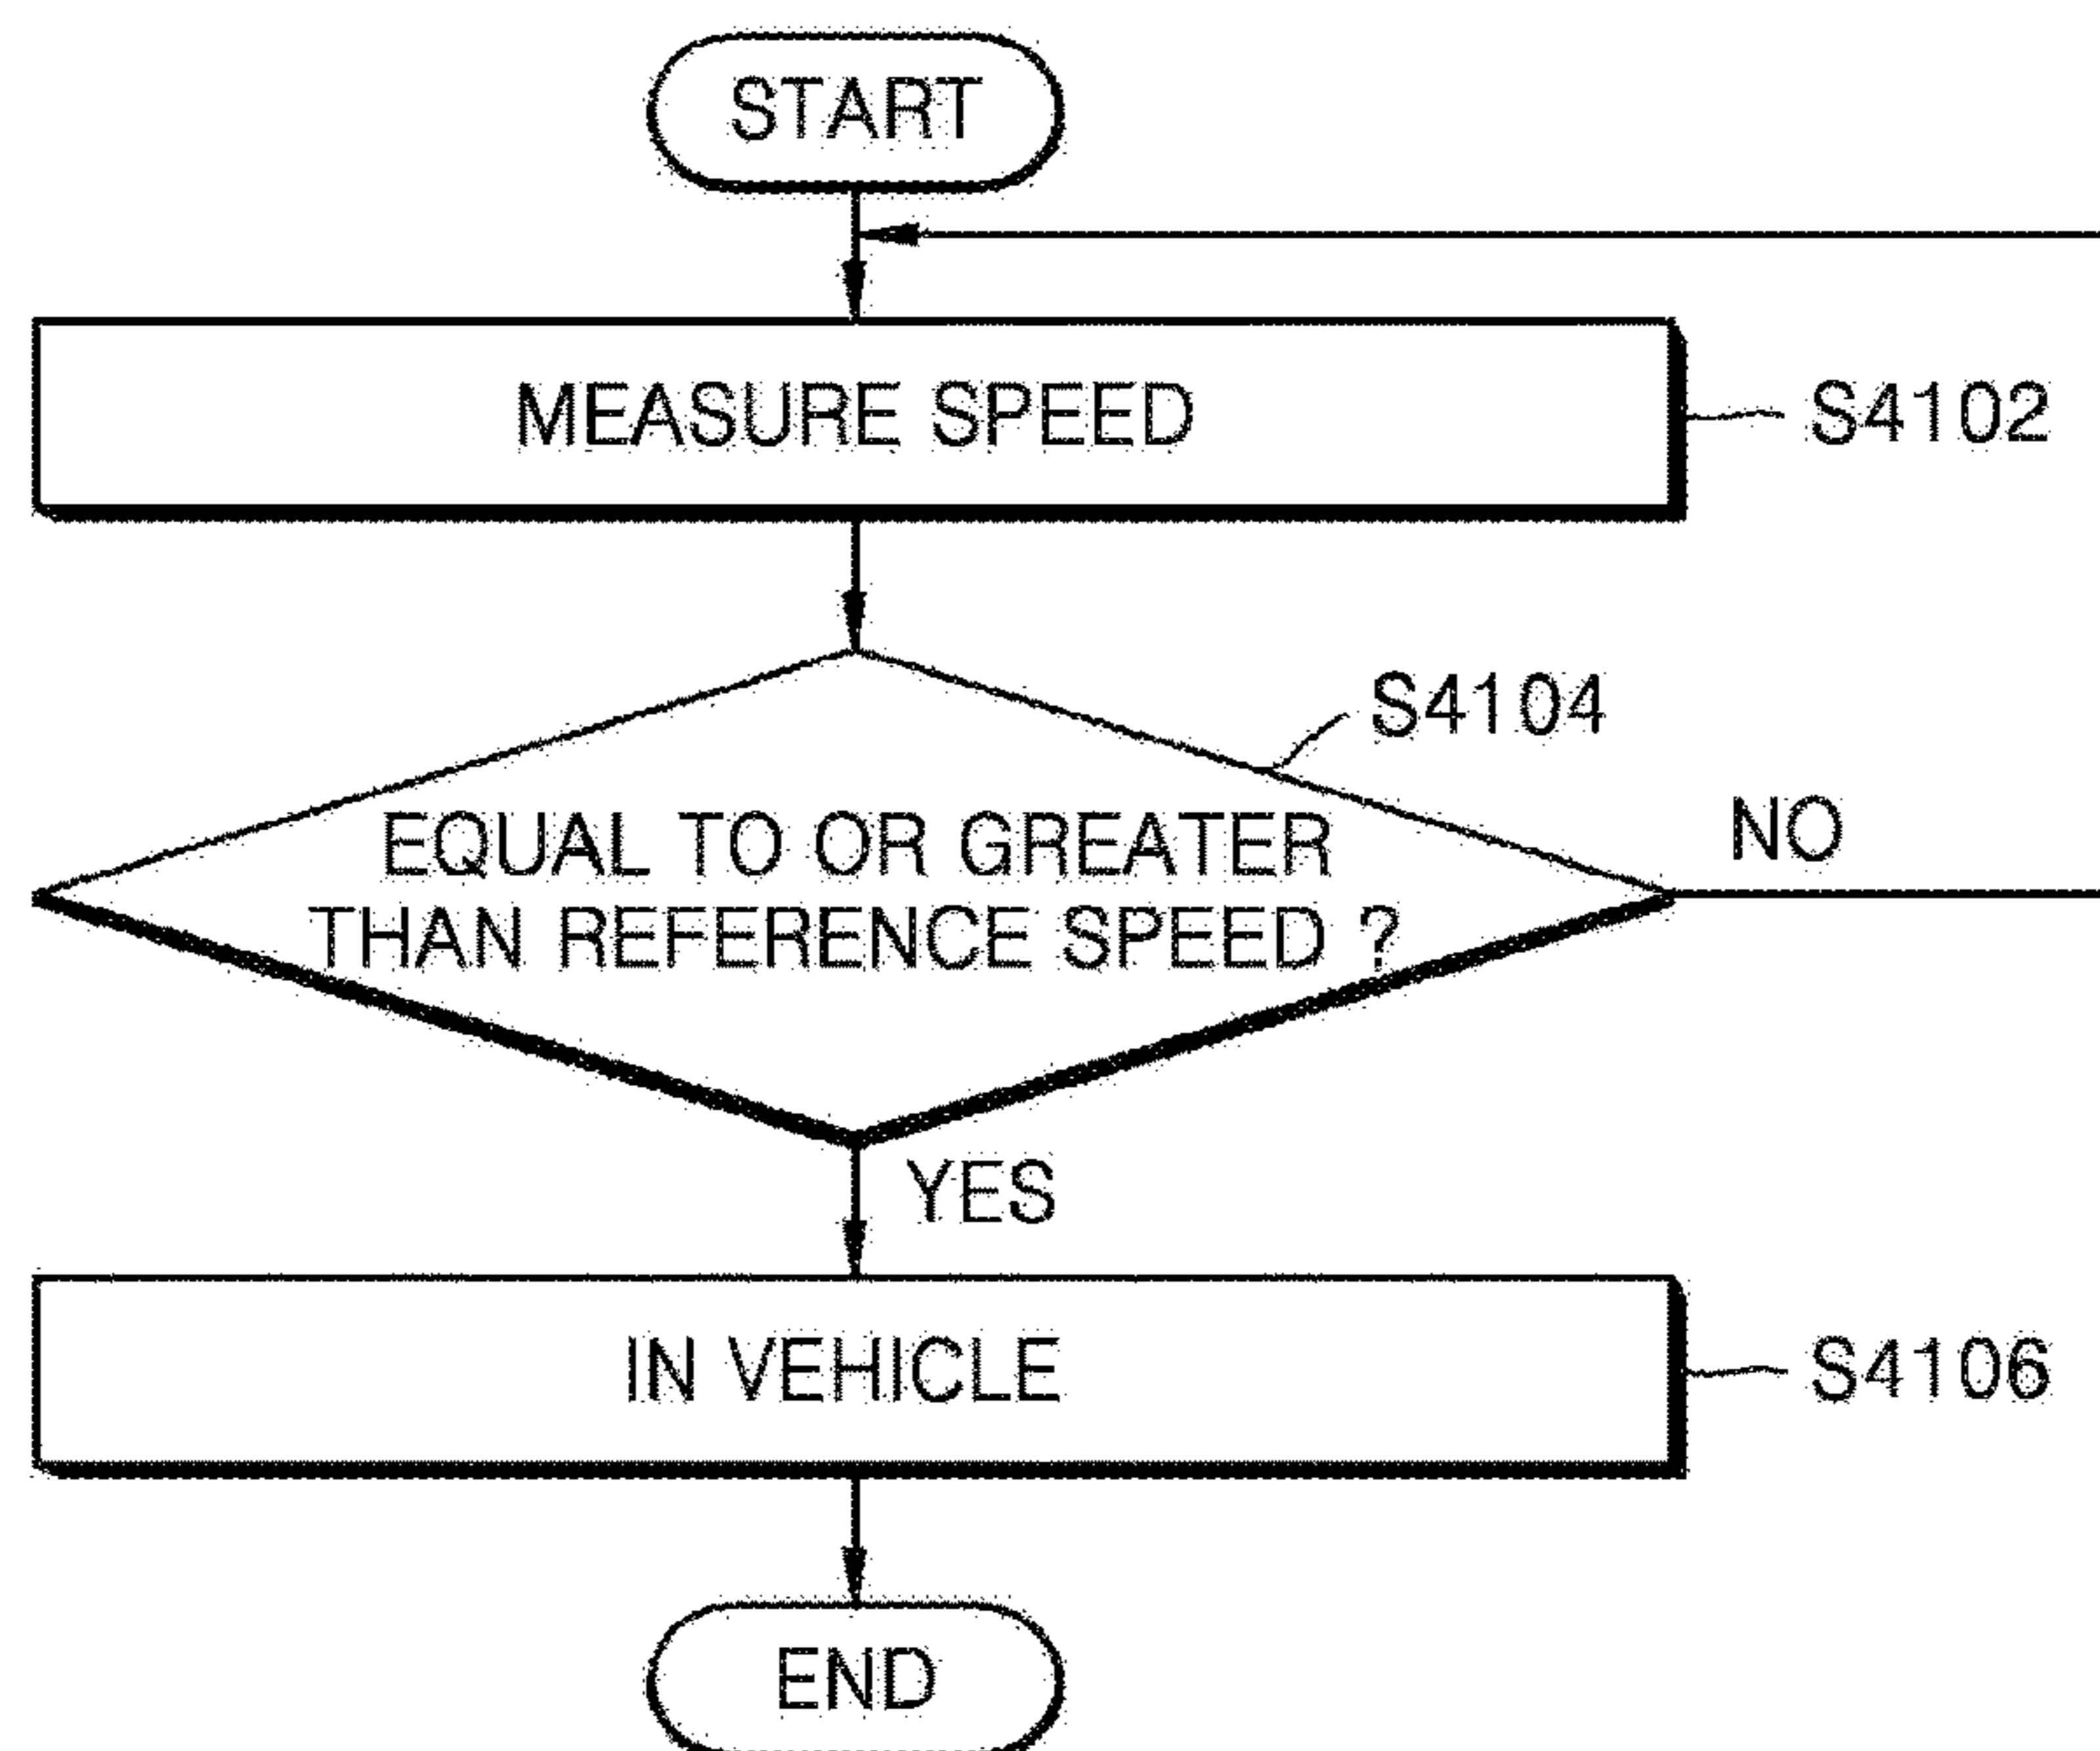 START
MEASURE SPEED
S4102
S4104
EQUAL TO OR GREATER
THAN REFERENCE SPEED ?
NO
YES
IN VEHICLE
S4106
END